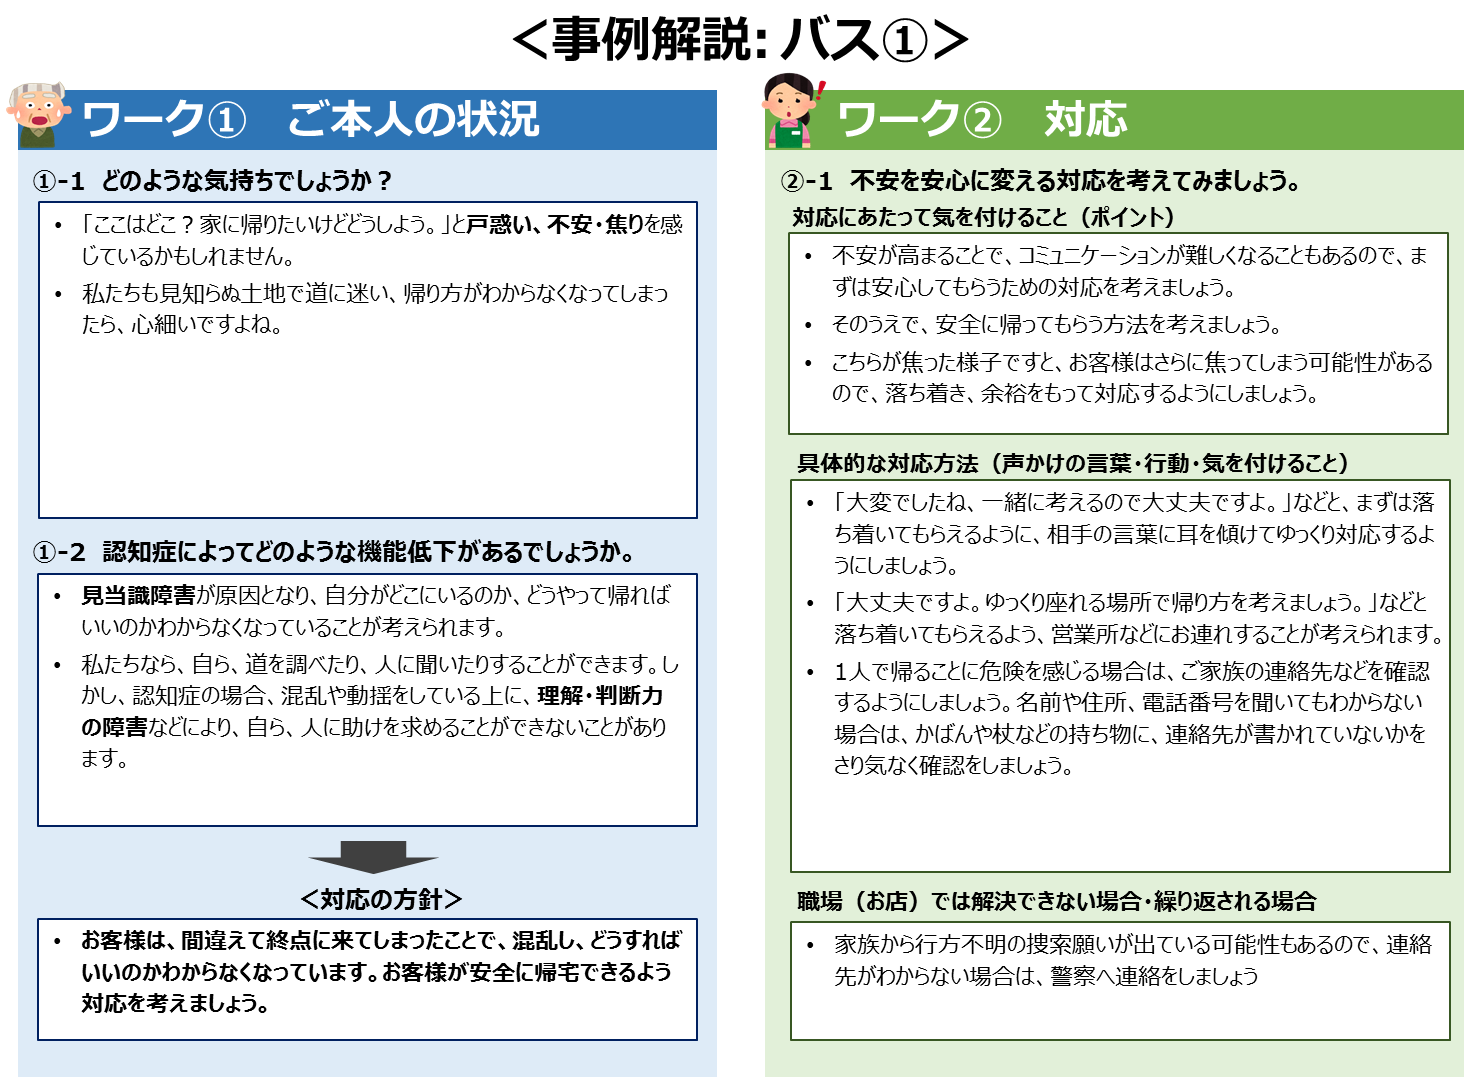 ＜事例解説: バス①＞
ワーク①　ご本人の状況
①-1 どのような気持ちでしょうか？
• 「ここはどこ？家に帰りたいけどどうしよう。」と戸惑い、不安・焦りを感
じているかもしれません。
• 私たちも見知らぬ土地で道に迷い、帰り方がわからなくなってしまっ
たら、心細いですよね。
①-2 認知症によってどのような機能低下があるでしょうか。
• 見当識障害が原因となり、自分がどこにいるのか、どうやって帰れば
いいのかわからなくなっていることが考えられます。
• 私たちなら、自ら、道を調べたり、人に聞いたりすることができます。し
かし、認知症の場合、混乱や動揺をしている上に、理解・判断力
の障害などにより、自ら、人に助けを求めることができないことがあり
ます。
＜対応の方針＞
• お客様は、間違えて終点に来てしまったことで、混乱し、どうすれば
いいのかわからなくなっています。お客様が安全に帰宅できるよう
対応を考えましょう。
ワーク②　対応
②-1 不安を安心に変える対応を考えてみましょう。
対応にあたって気を付けること（ポイント）
• 不安が高まることで、コミュニケーションが難しくなることもあるので、ま
ずは安心してもらうための対応を考えましょう。
• そのうえで、安全に帰ってもらう方法を考えましょう。
• こちらが焦った様子ですと、お客様はさらに焦ってしまう可能性がある
ので、落ち着き、余裕をもって対応するようにしましょう。
具体的な対応方法（声かけの言葉・行動・気を付けること）
• 「大変でしたね、一緒に考えるので大丈夫ですよ。」などと、まずは落
ち着いてもらえるように、相手の言葉に耳を傾けてゆっくり対応するよ
うにしましょう。
• 「大丈夫ですよ。ゆっくり座れる場所で帰り方を考えましょう。」などと
落ち着いてもらえるよう、営業所などにお連れすることが考えられます。
• 1人で帰ることに危険を感じる場合は、ご家族の連絡先などを確認
するようにしましょう。名前や住所、電話番号を聞いてもわからない
場合は、かばんや杖などの持ち物に、連絡先が書かれていないかを
さり気なく確認をしましょう。
職場（お店）では解決できない場合・繰り返される場合
• 家族から行方不明の捜索願いが出ている可能性もあるので、連絡
先がわからない場合は、警察へ連絡をしましょう